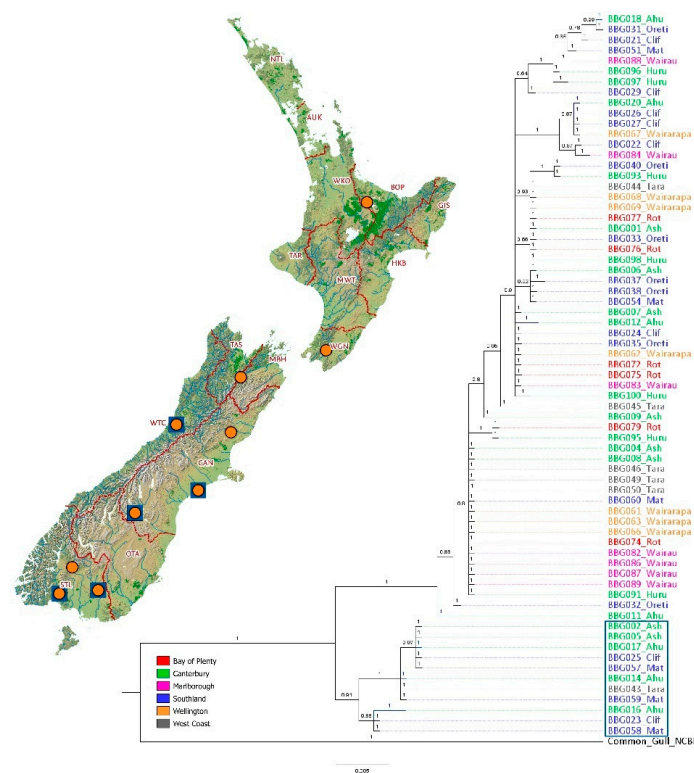 NTL
AUK
WKO
BOP
GIS
TAR
HKB
MWT
WGN
TAS
MBH
WTC
CAN
OTA
STL
Bay of Plenty
Canterbury
Marlborough
Southland
Wellington
West Coast
BBG018_Ahu
BBG031_Oreti
BBG021_Clif
BBG051_Mat
BBG088_Wairau
BBG096_Huru
BBG097_Huru
BBG029_Clif
BBG020_Ahu
BBG026_Clif
BBG027_Clif
BBG067_Wairarapa
BBG022_Clif
BBG084_Wairau
BBG040_Oreti
BBG093_Huru
BBG044_Tara
BBG068_Wairarapa
BBG069_Wairarapa
BBG077_Rot
BBG001_Ash
BBG033_Oreti
BBG076_Rot
BBG098_Huru
BBG006_Ash
BBG037_Oreti
BBG038_Oreti
BBG054_Mat
BBG007_Ash
BBG012_Ahu
BBG024_Clif
BBG035_Oreti
BBG062_Wairarapa
BBG072_Rot
BBG075_Rot
BBG083_Wairau
BBG100_Huru
BBG045_Tara
BBG009_Ash
BBG079_Rot
BBG095_Huru
BBG004_Ash
BBG008_Ash
BBG046_Tara
BBG049_Tara
BBG050_Tara
BBG060_Mat
BBG061_Wairarapa
BBG063_Wairarapa
BBG066_Wairarapa
BBG074_Rot
BBG082_Wairau
BBG086_Wairau
BBG087_Wairau
BBG089_Wairau
BBG091_Huru
BBG032_Oreti
BBG011_Ahu
BBG002_Ash
BBG005_Ash
BBG017_Ahu
BBG025_Clif
BBG057_Mat
BBG014_Ahu
BBG043_Tara
BBG059_Mat
BBG016_Ahu
BBG023_Clif
BBG058_Mat
Common_Gull_NCBI
0.91
0.97
0.005